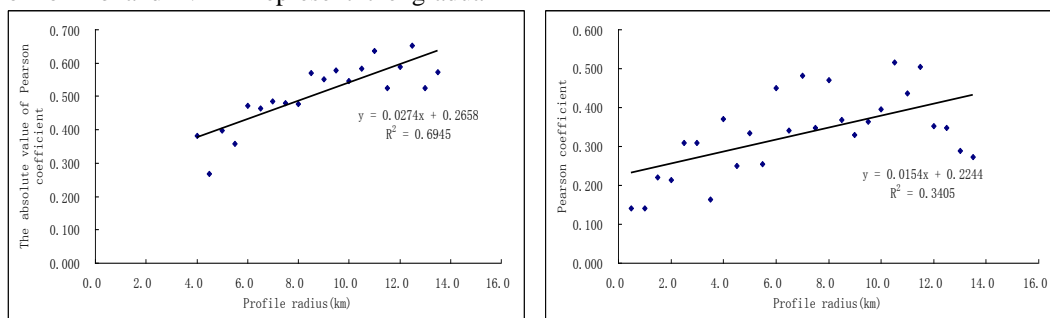 0.700
0.600
0.500
0.400
0.300
0.200
0.100
0.000
The absolute value of Pearson
coefficient
y = 0.0274x + 0.2658
R² = 0.6945
0.0 2.0 4.0 6.0 8.0 10.0 12.0 14.0 16.0
Profile radius(km)
0.600
0.500
0.400
0.300
0.200
0.100
0.000
Pearson coefficient
y = 0.0154x + 0.2244
R² = 0.3405
0.0 2.0 4.0 6.0 8.0 10.0 12.0 14.0 16.0
Profile radius(km)